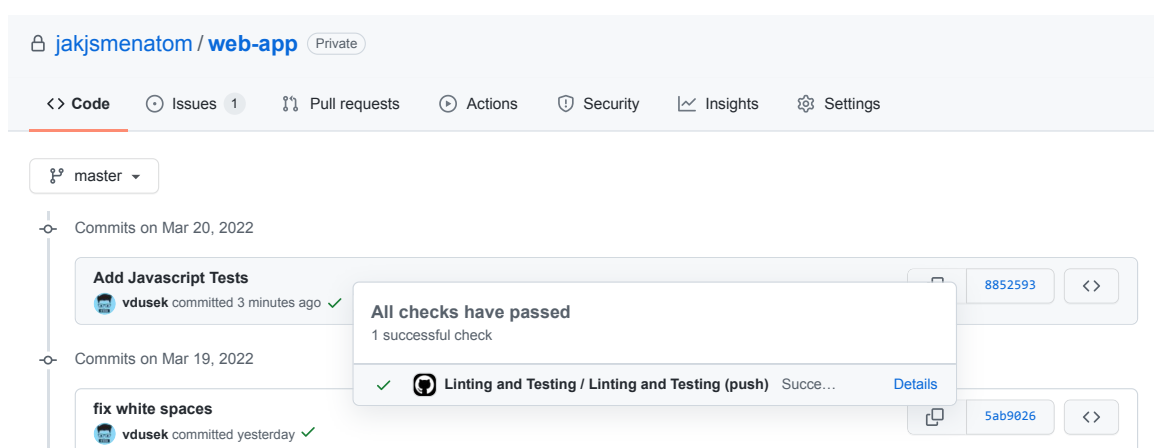 jakjsmenatom / web-app Private
<> Code Issues 1 Pull requests Actions Security Insights Settings
master
Commits on Mar 20, 2022
Add Javascript Tests
vdusek committed 3 minutes ago
8852593 <>
All checks have passed
1 successful check
Linting and Testing / Linting and Testing (push) Succe… Details
Commits on Mar 19, 2022
fix white spaces
vdusek committed yesterday
5ab9026 <>